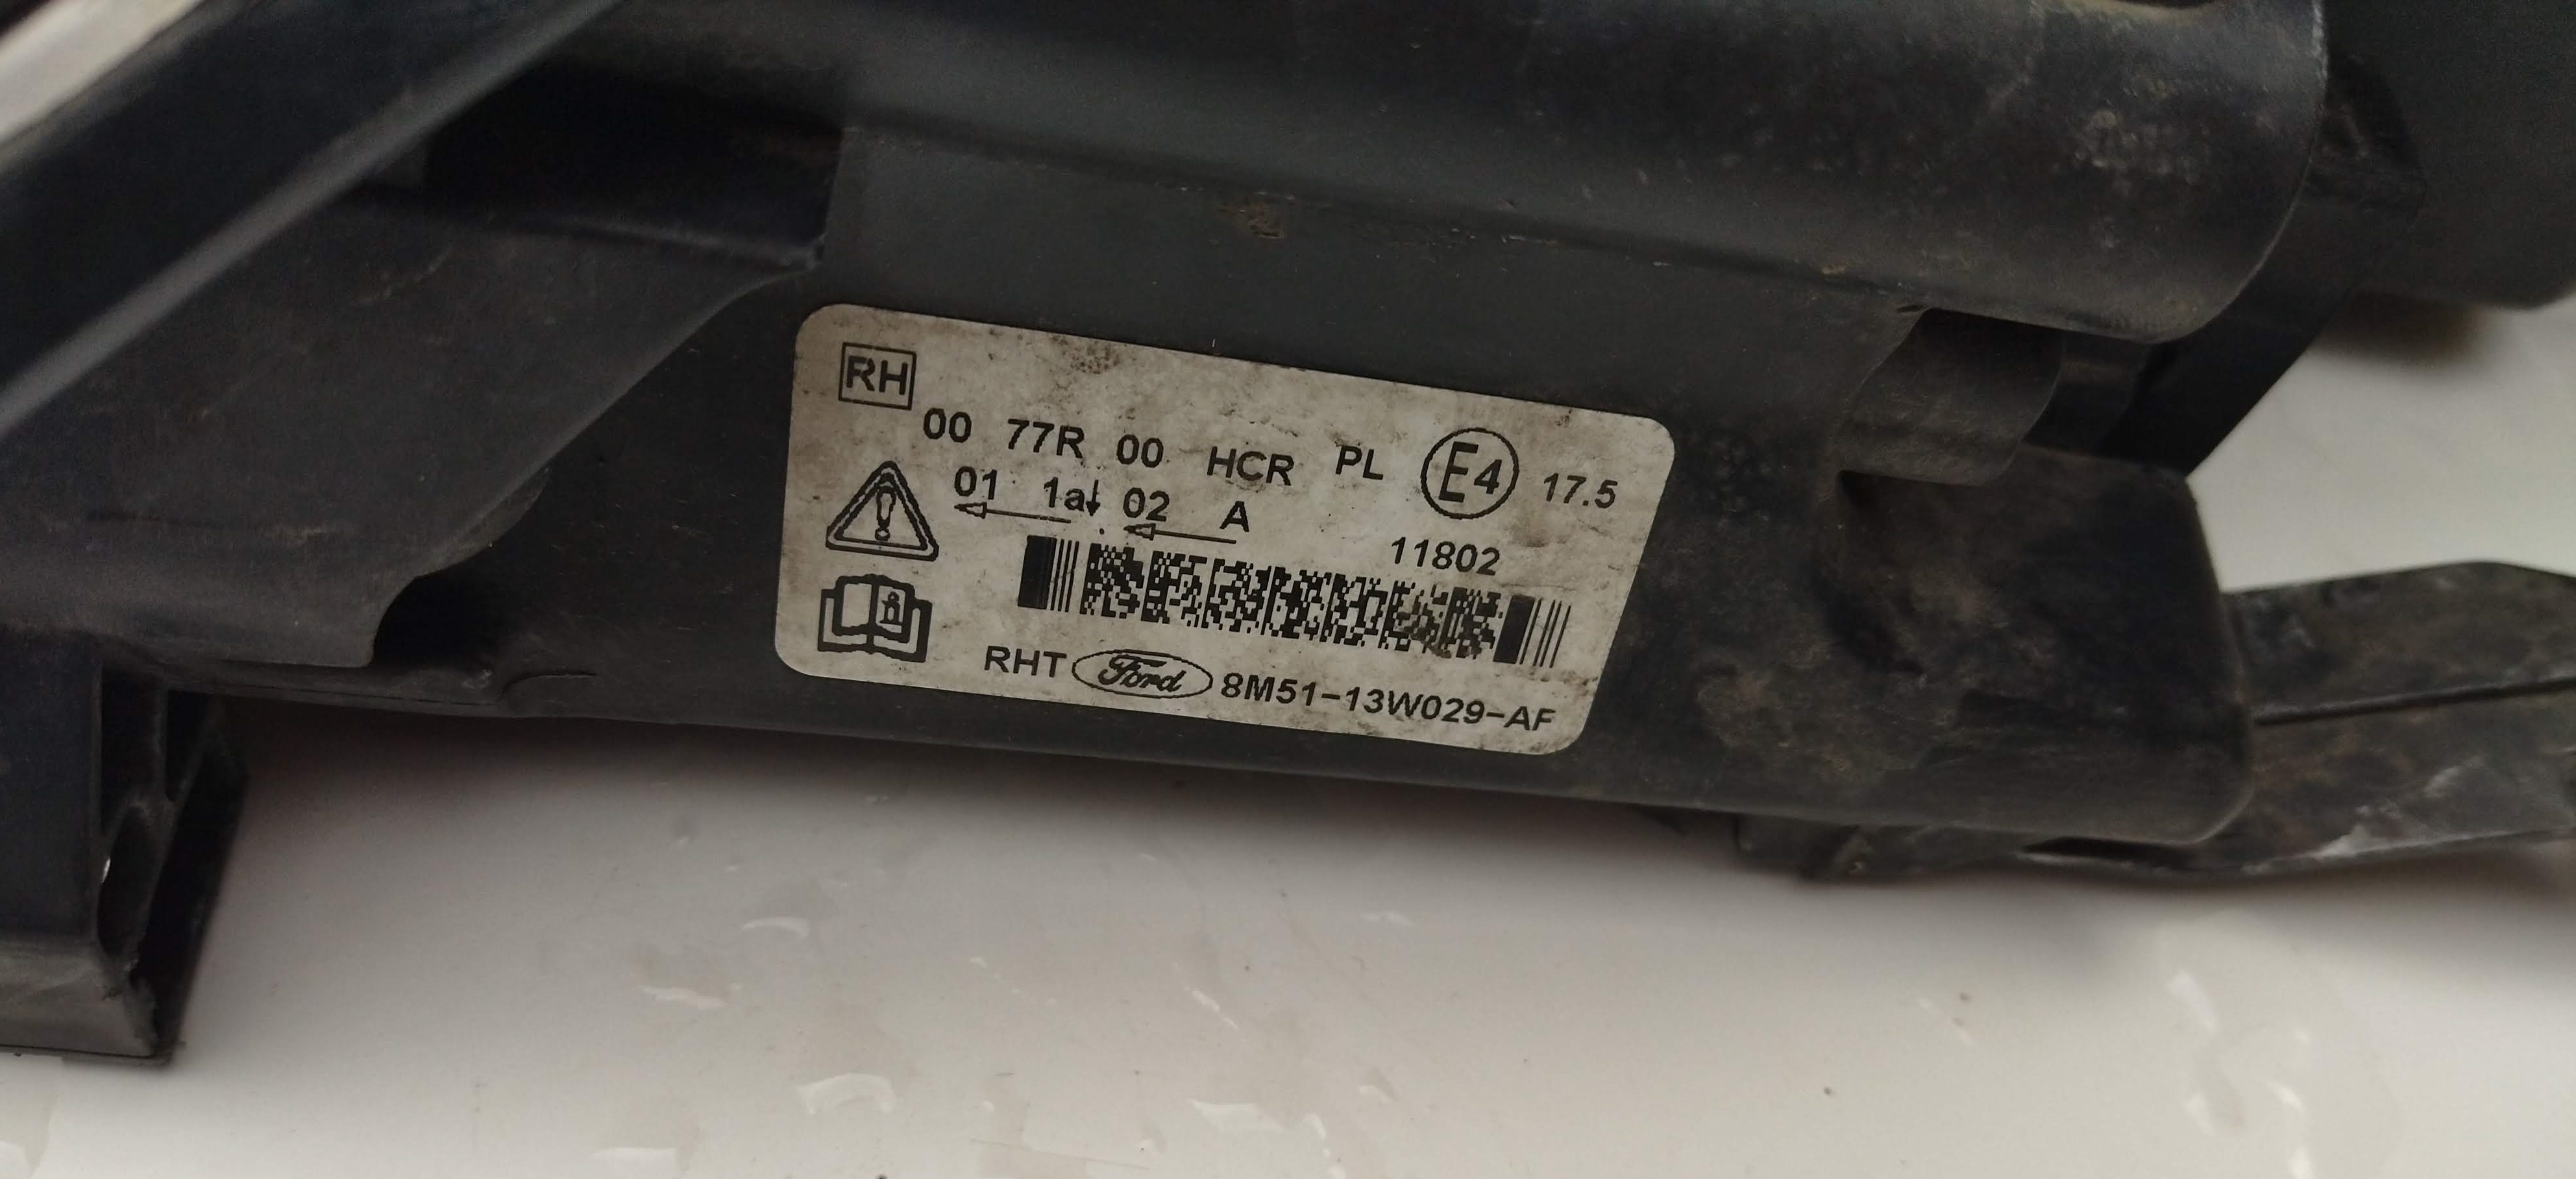 RH
00 77R 00 HCR PL E4 17.5
01 1a 02 A
11802
RHT Ford 8M51-13W029-AF